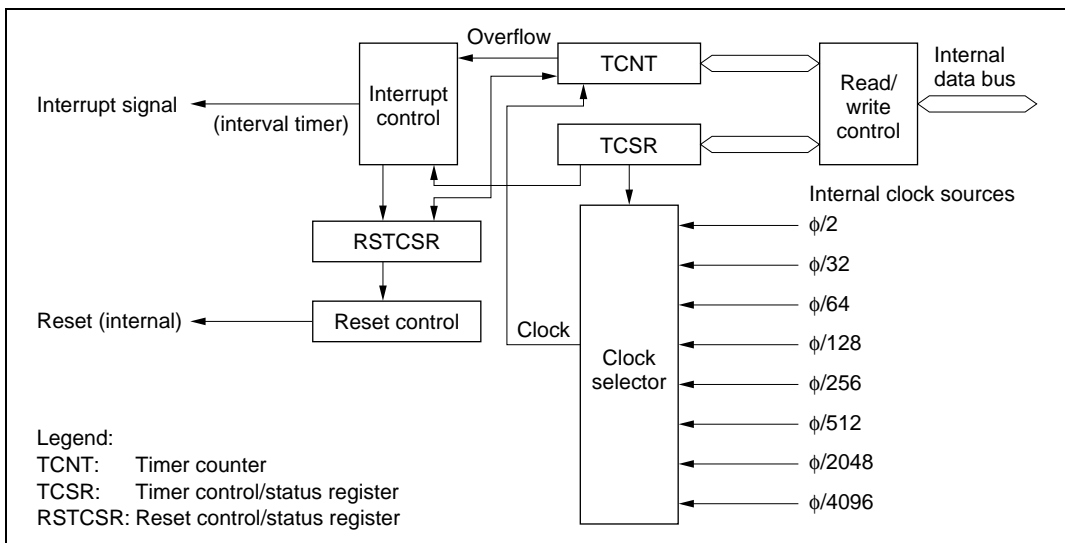 Overflow
TCNT
Interrupt
control
Read/
write
control
Internal
data bus
Interrupt signal
(interval timer)
TCSR
Internal clock sources
RSTCSR
Reset control
Reset (internal)
Clock
Clock
selector
ϕ/2
ϕ/32
ϕ/64
ϕ/128
ϕ/256
ϕ/512
ϕ/2048
ϕ/4096
Legend:
TCNT: Timer counter
TCSR: Timer control/status register
RSTCSR: Reset control/status register